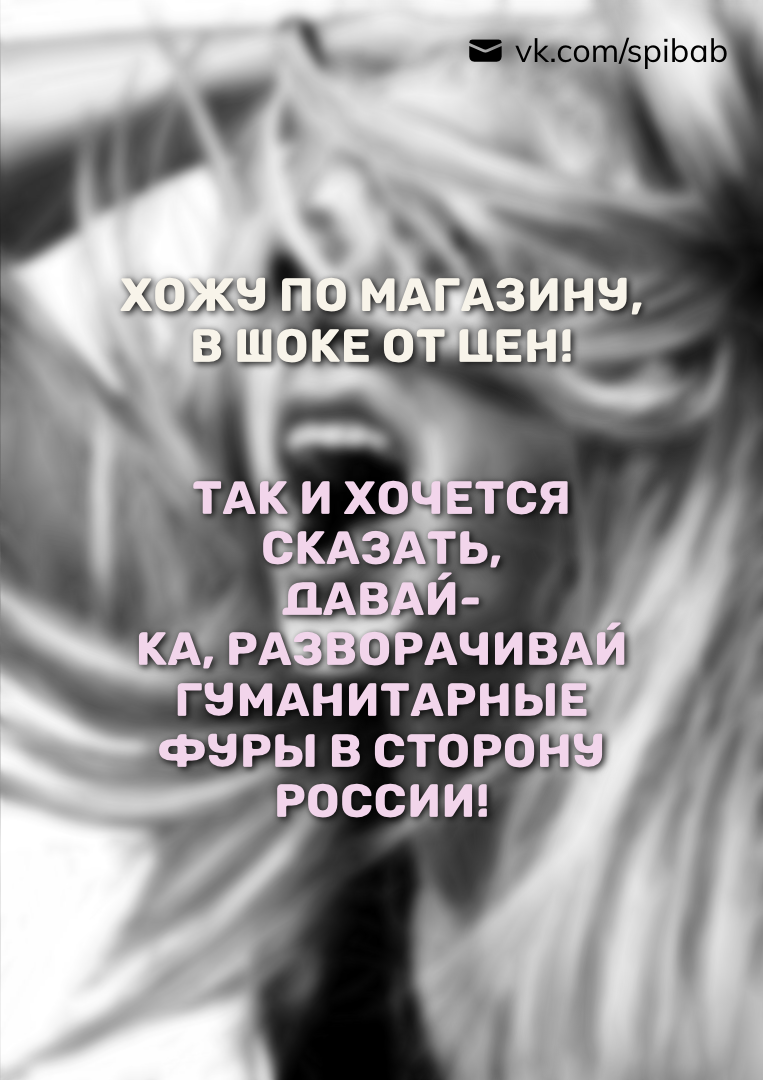 vk.com/spibab
ХОЖУ ПО МАГАЗИНУ,
В ШОКЕ ОТ ЦЕН!
ТАК И ХОЧЕТСЯ
СКАЗАТЬ,
ДАВАЙ-
КА, РАЗВОРАЧИВАЙ
ГУМАНИТАРНЫЕ
ФУРЫ В СТОРОНУ
РОССИИ!